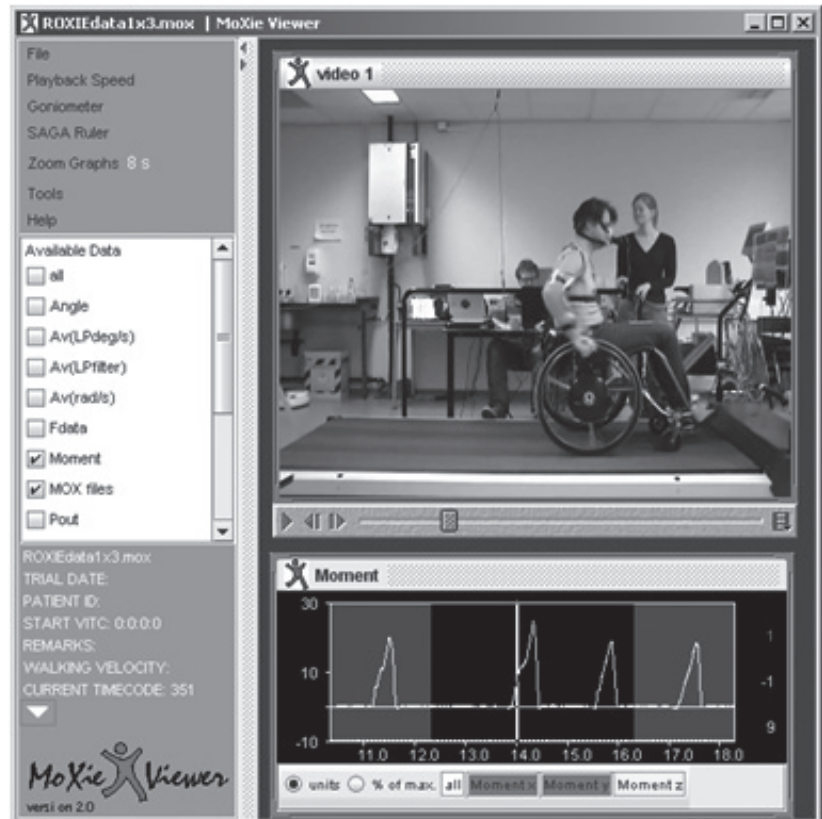 ROXIEdata1x3.mox | MoXie Viewer
File
Playback Speed
Goniometer
SAGA Ruler
Zoom Graphs 8 s
Tools
Help
Available Data
all
Angle
Av(LPdeg/s)
Av(LPfilter)
Av(rad/s)
Fdata
Moment
MOX files
Pout
ROXIEdata1x3.mox
TRIAL DATE:
PATIENT ID:
START VITC: 0:0:0:0
REMARKS:
WALKING VELOCITY:
CURRENT TIMECODE: 351
MoXie Viewer
versi on 2.0
video 1
Moment
30
10
-10
11.0 12.0 13.0 14.0 15.0 16.0 17.0 18.0
1
-1
9
units % of max. all Moment x Moment y Moment z